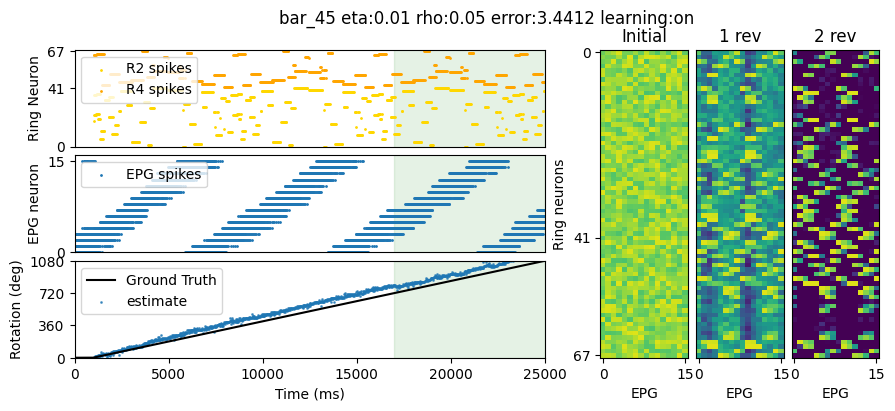 bar_45 eta:0.01 rho:0.05 error:3.4412 learning:on
Initial
1 rev
2 rev
Ring Neuron
67
41
0
R2 spikes
R4 spikes
EPG neuron
15
0
EPG spikes
Rotation (deg)
1080
720
360
0
Ground Truth
estimate
0
5000
10000
15000
20000
25000
Time (ms)
Ring neurons
0
41
67
0
15
EPG
0
15
EPG
0
15
EPG